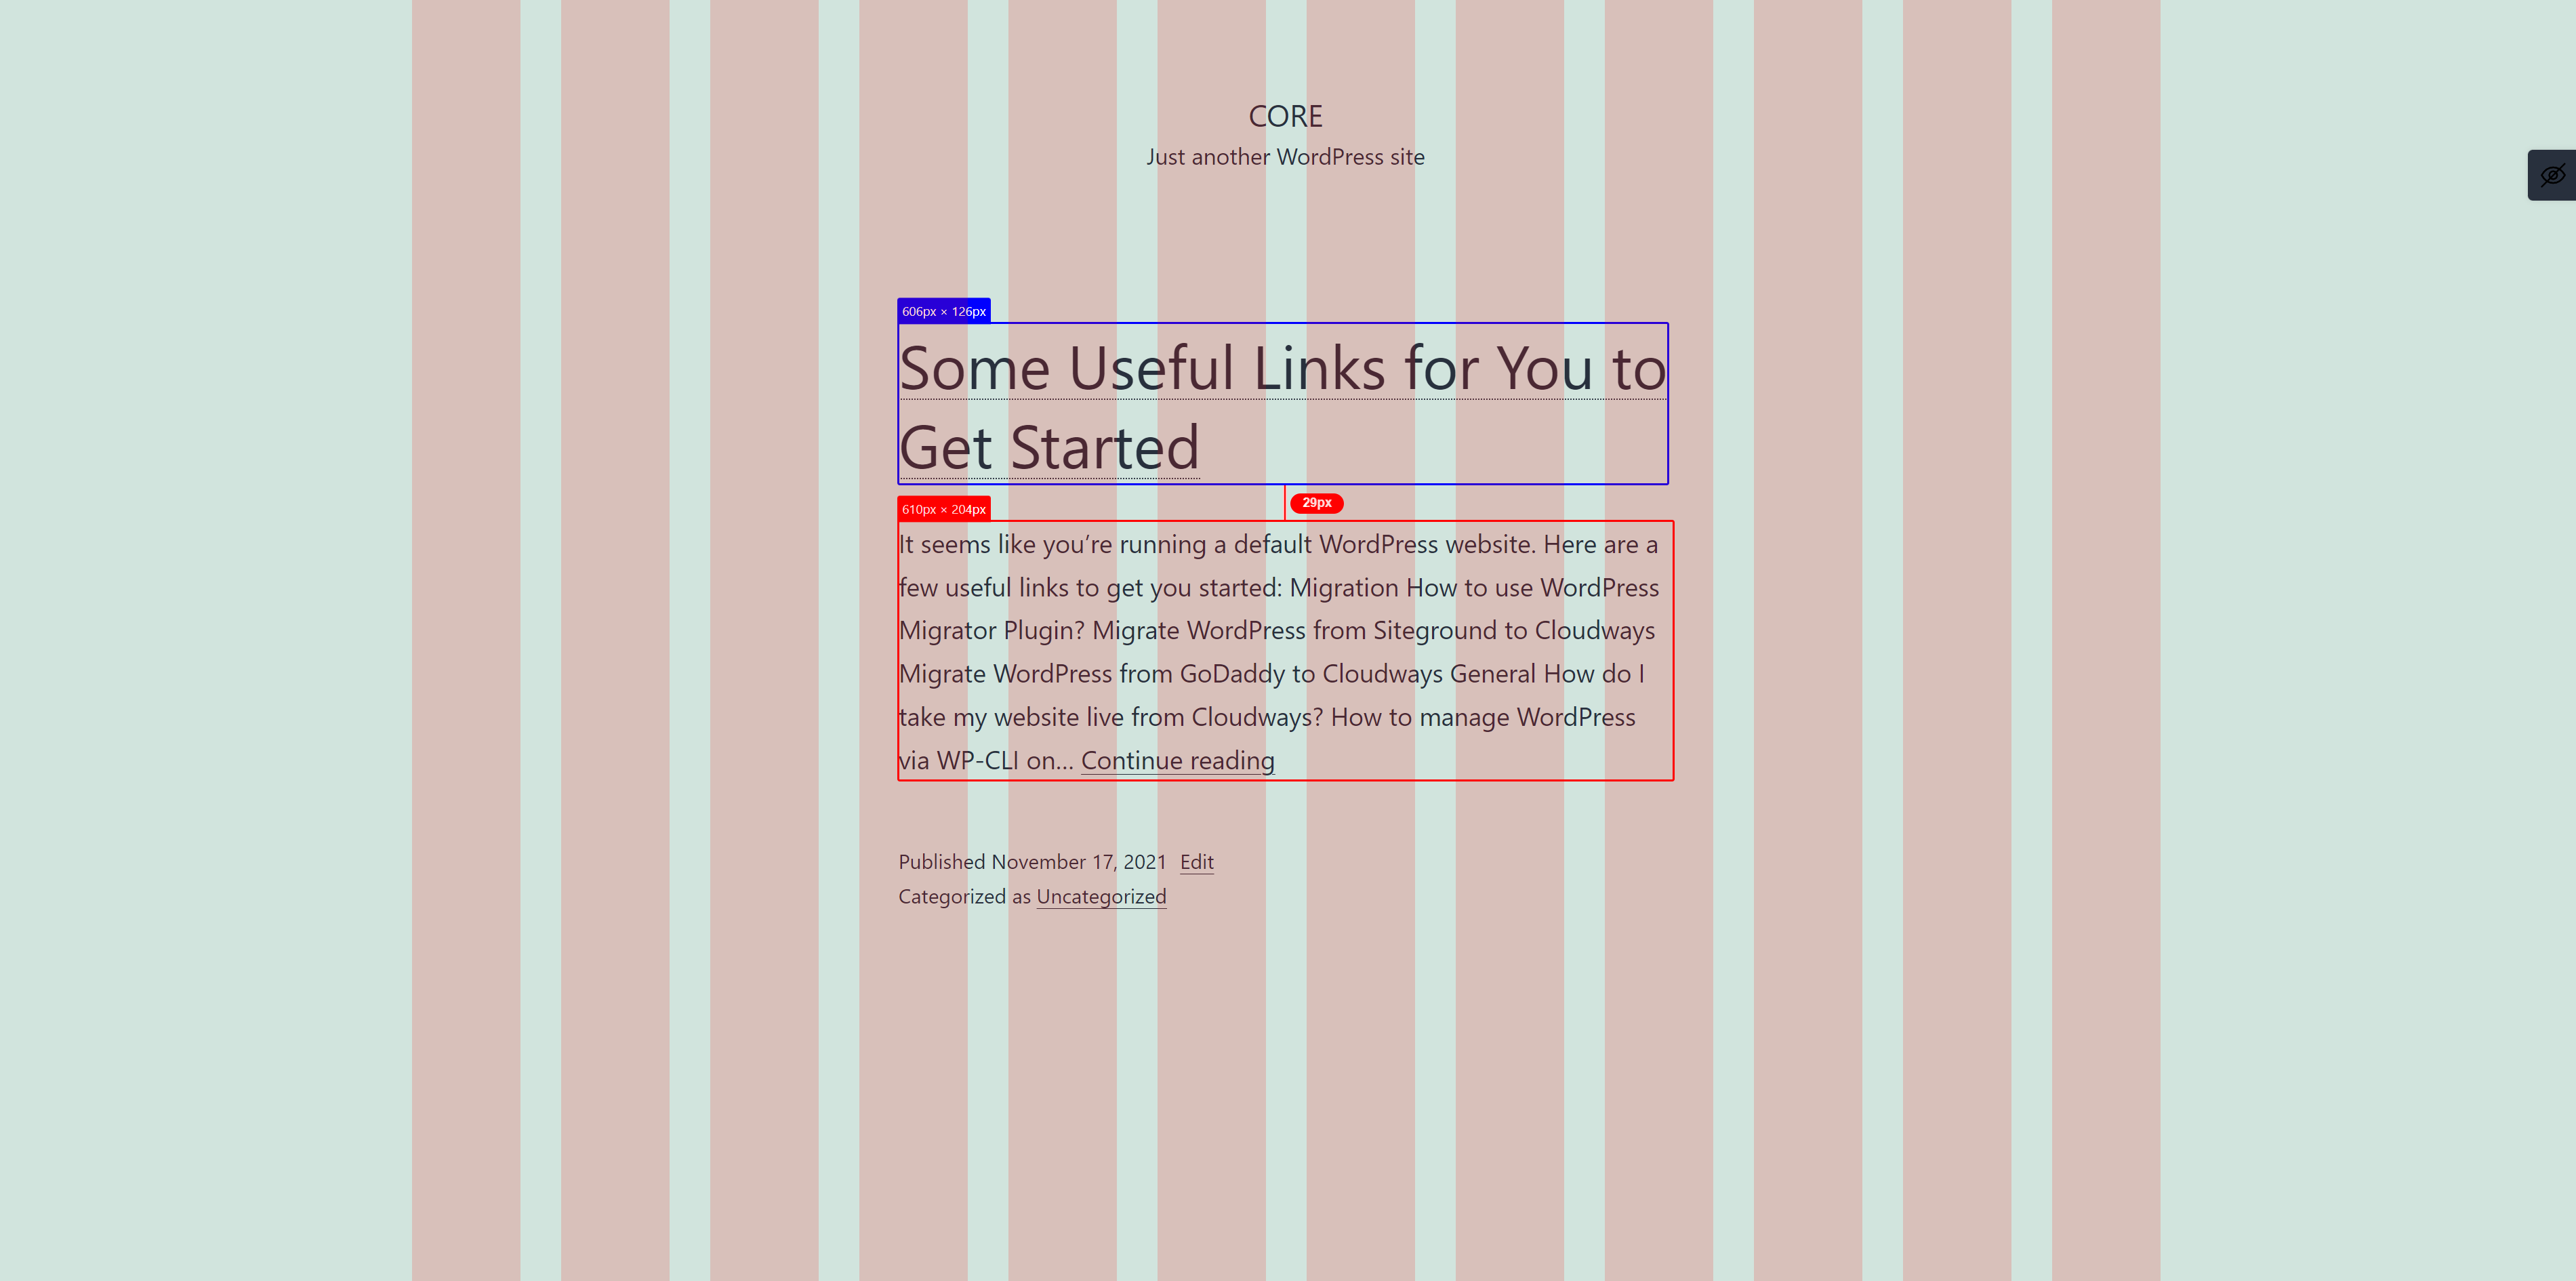 CORE
Just another WordPress site
606px × 126px
Some Useful Links for You to
Get Started
29px
610px × 204px
It seems like you’re running a default WordPress website. Here are a
few useful links to get you started: Migration How to use WordPress
Migrator Plugin? Migrate WordPress from Siteground to Cloudways
Migrate WordPress from GoDaddy to Cloudways General How do I
take my website live from Cloudways? How to manage WordPress
via WP-CLI on… Continue reading
Published November 17, 2021 Edit
Categorized as Uncategorized